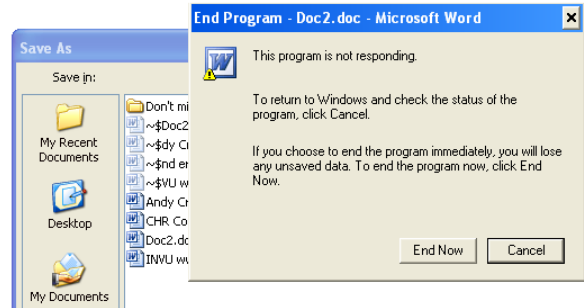 End Program - Doc2.doc - Microsoft Word
This program is not responding.
To return to Windows and check the status of the
program, click Cancel.
If you choose to end the program immediately, you will lose
any unsaved data. To end the program now, click End
Now.
End Now
Cancel
Save As
Save in:
My Recent
Documents
Desktop
My Documents
Don't mi
~$Doc2
~$dy Cr
~$nd er
~$VU w
Andy Cr
CHR Co
Doc2.do
INVU wu